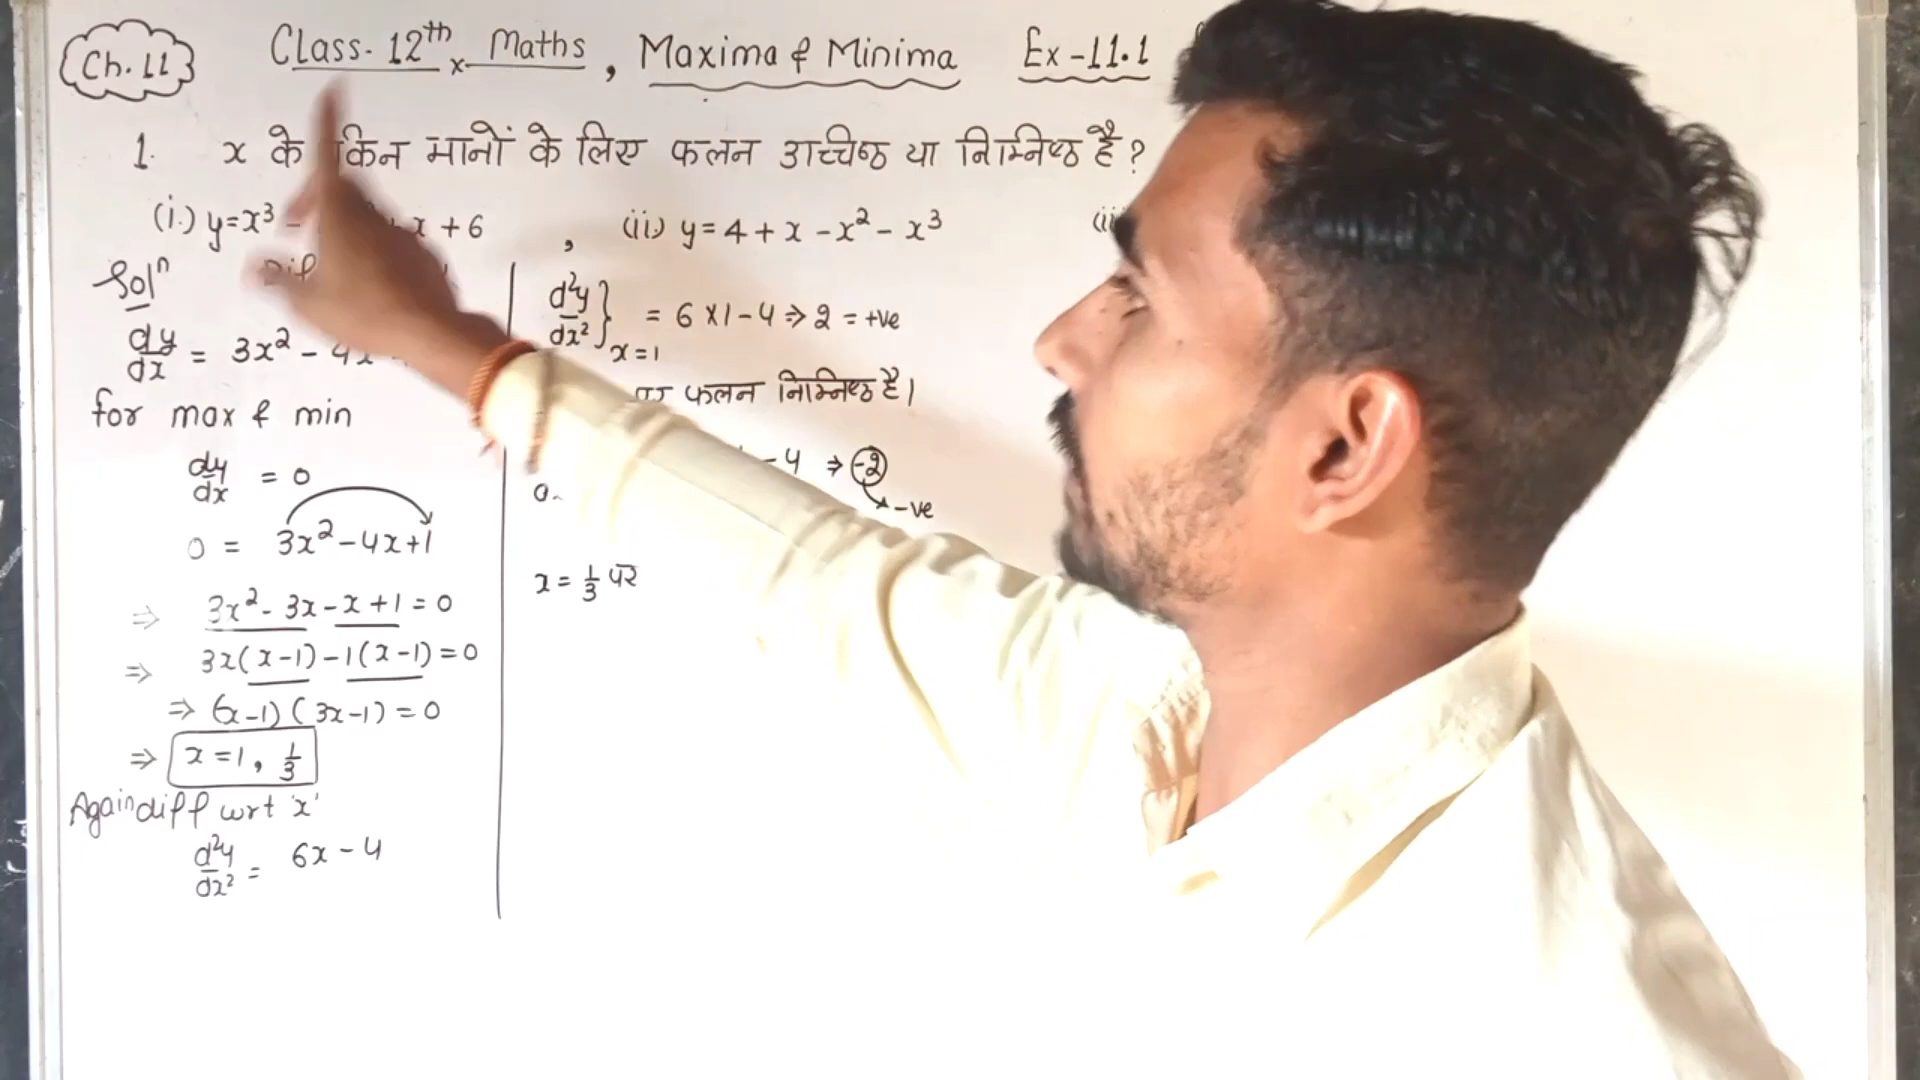 Ch. 11
Class- 12th Maths , Maxima & Minima Ex -11.1
1. x के किन मानों के लिए फलन उच्चिष्ठ या निम्निष्ठ है ?
(i.) y=x³ - x + 6 , (ii) y = 4 + x - x² - x³
Solⁿ
dy/dx = 3x² - 4x
for max & min
dy/dx = 0
0 = 3x² - 4x + 1
⇒ 3x² - 3x - x + 1 = 0
⇒ 3x(x-1) - 1(x-1) = 0
⇒ (x-1) (3x-1) = 0
⇒ x = 1, 1/3
Again diff wrt 'x'
d²y/dx² = 6x - 4
d²y/dx² } x=1 = 6 × 1 - 4 ⇒ 2 = +ve
पर फलन निम्निष्ठ है।
- 4 ⇒ -2
-ve
x = 1/3 पर